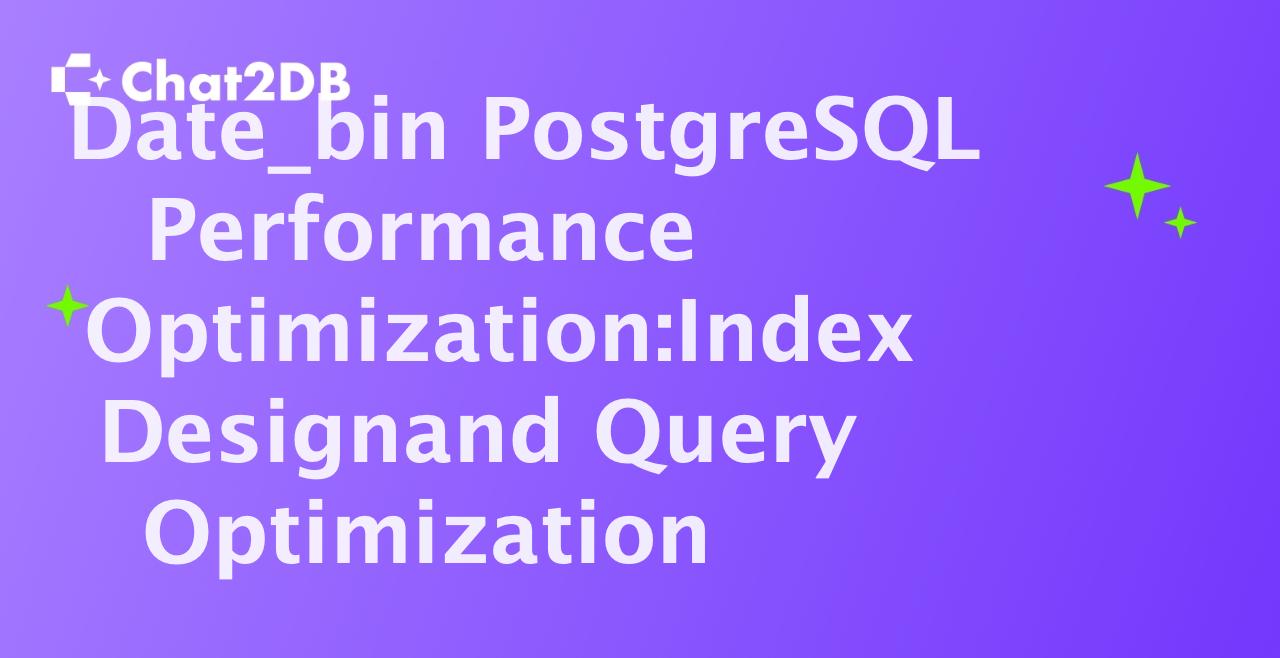 Chat2DB
Date_bin PostgreSQL
Performance
Optimization:Index
Designand Query
Optimization